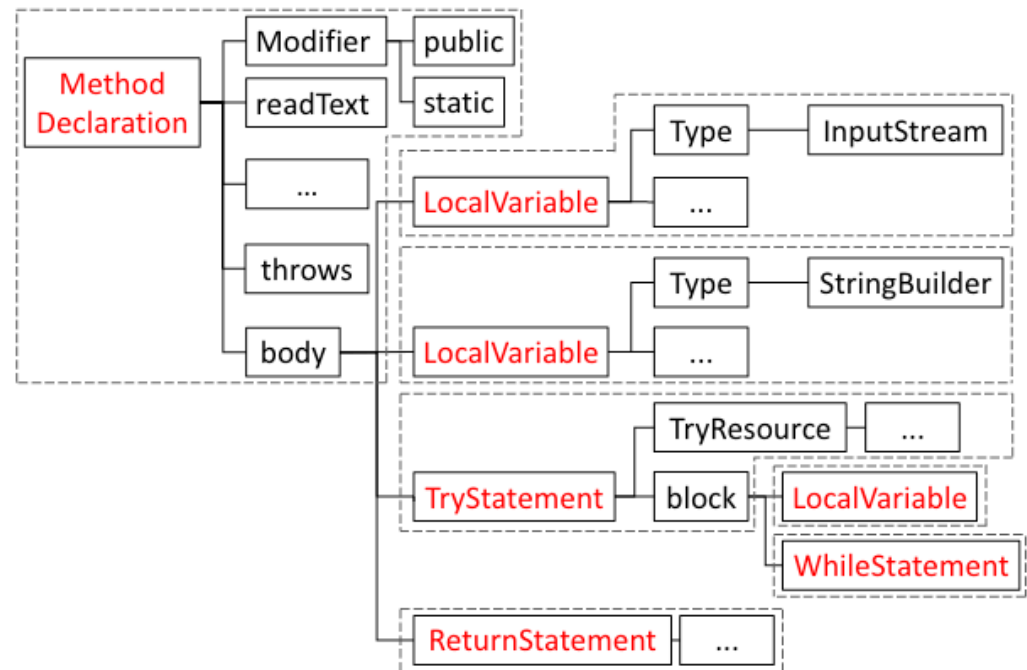 Modifier
public
Method
Declaration
readText
static
...
throws
body
Type
InputStream
LocalVariable
...
Type
StringBuilder
LocalVariable
...
TryResource
...
TryStatement
block
LocalVariable
WhileStatement
ReturnStatement
...